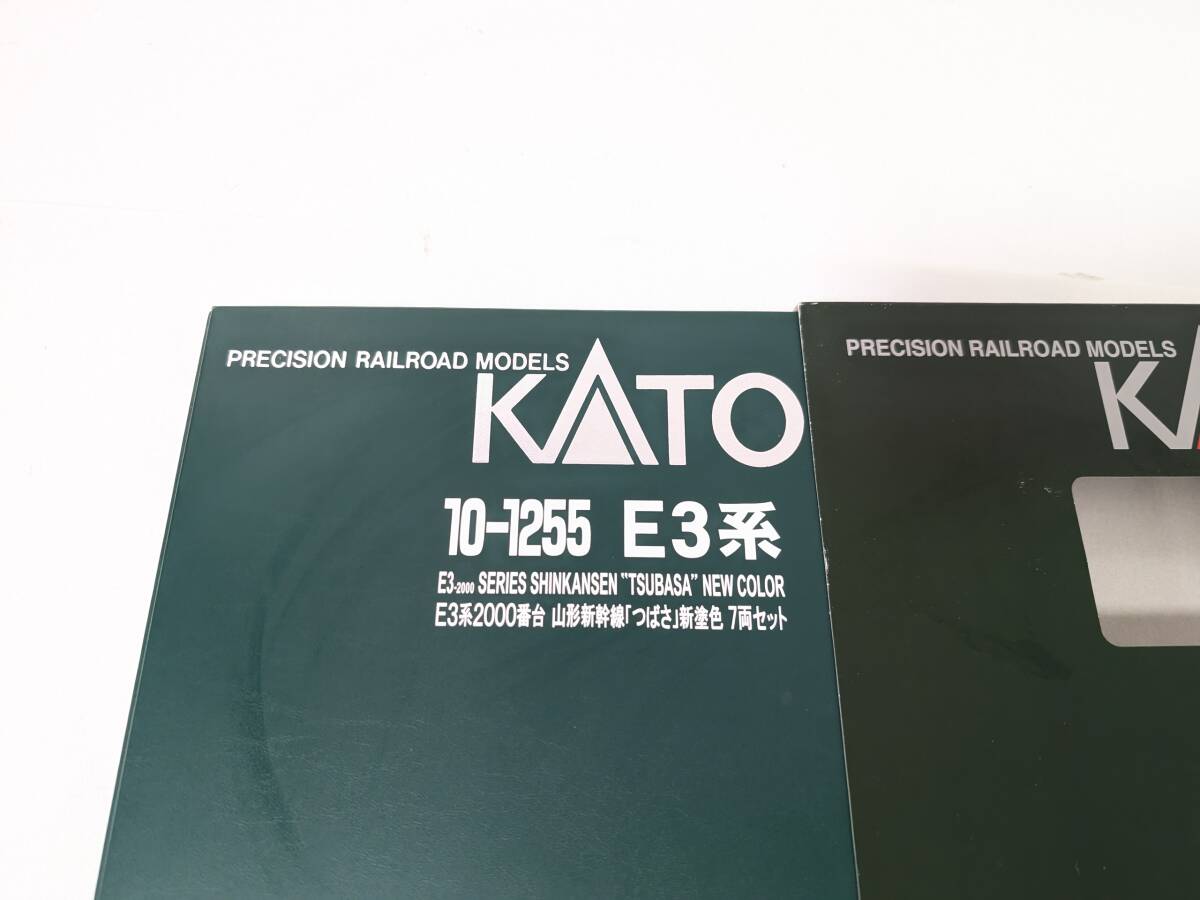 PRECISION RAILROAD MODELS
KATO
10-1255 E3系
E3-2000 SERIES SHINKANSEN "TSUBASA" NEW COLOR
E3系2000番台 山形新幹線「つばさ」新塗色 7両セット
PRECISION RAILROAD MODELS
K